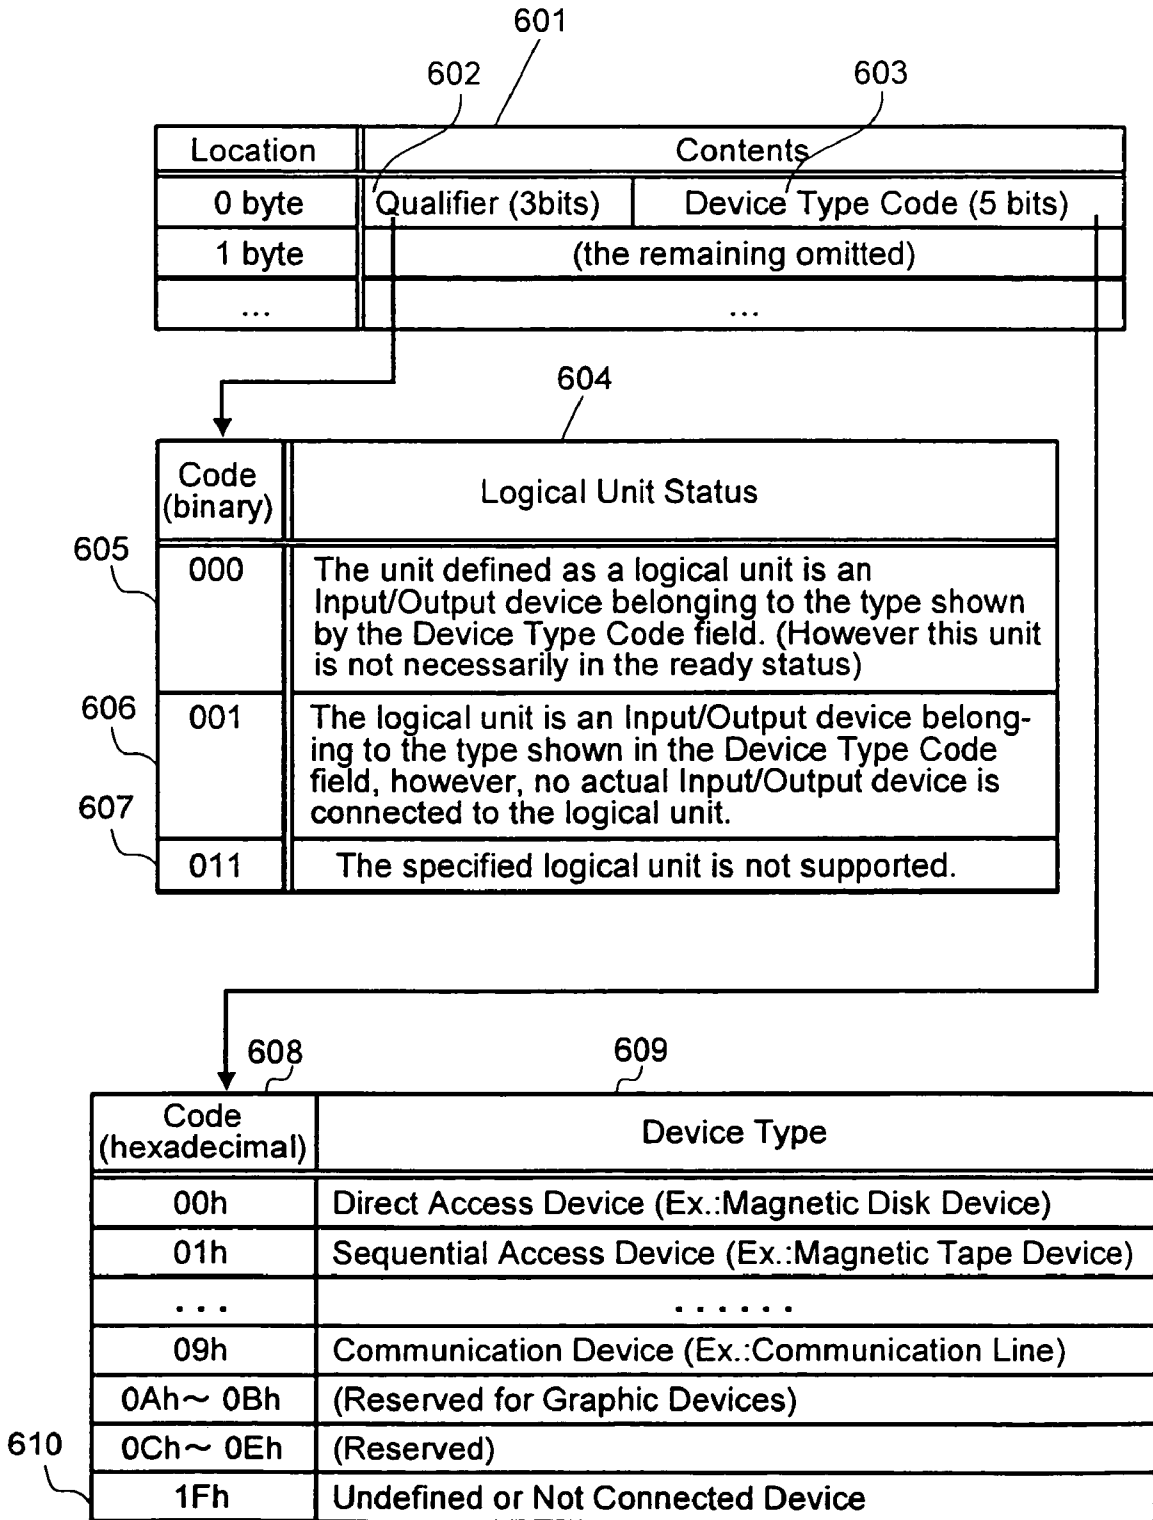 601
602
603
Location Contents
0 byte Qualifier (3bits) Device Type Code (5 bits)
1 byte (the remaining omitted)
... ...
604
Code
(binary)
Logical Unit Status
605
000
The unit defined as a logical unit is an
Input/Output device belonging to the type shown
by the Device Type Code field. (However this unit
is not necessarily in the ready status)
606
001
The logical unit is an Input/Output device belong-
ing to the type shown in the Device Type Code
field, however, no actual Input/Output device is
connected to the logical unit.
607
011 The specified logical unit is not supported.
608
609
Code
(hexadecimal)
Device Type
00h Direct Access Device (Ex.:Magnetic Disk Device)
01h Sequential Access Device (Ex.:Magnetic Tape Device)
... ......
09h Communication Device (Ex.:Communication Line)
0Ah~ 0Bh (Reserved for Graphic Devices)
0Ch~ 0Eh (Reserved)
610
1Fh Undefined or Not Connected Device